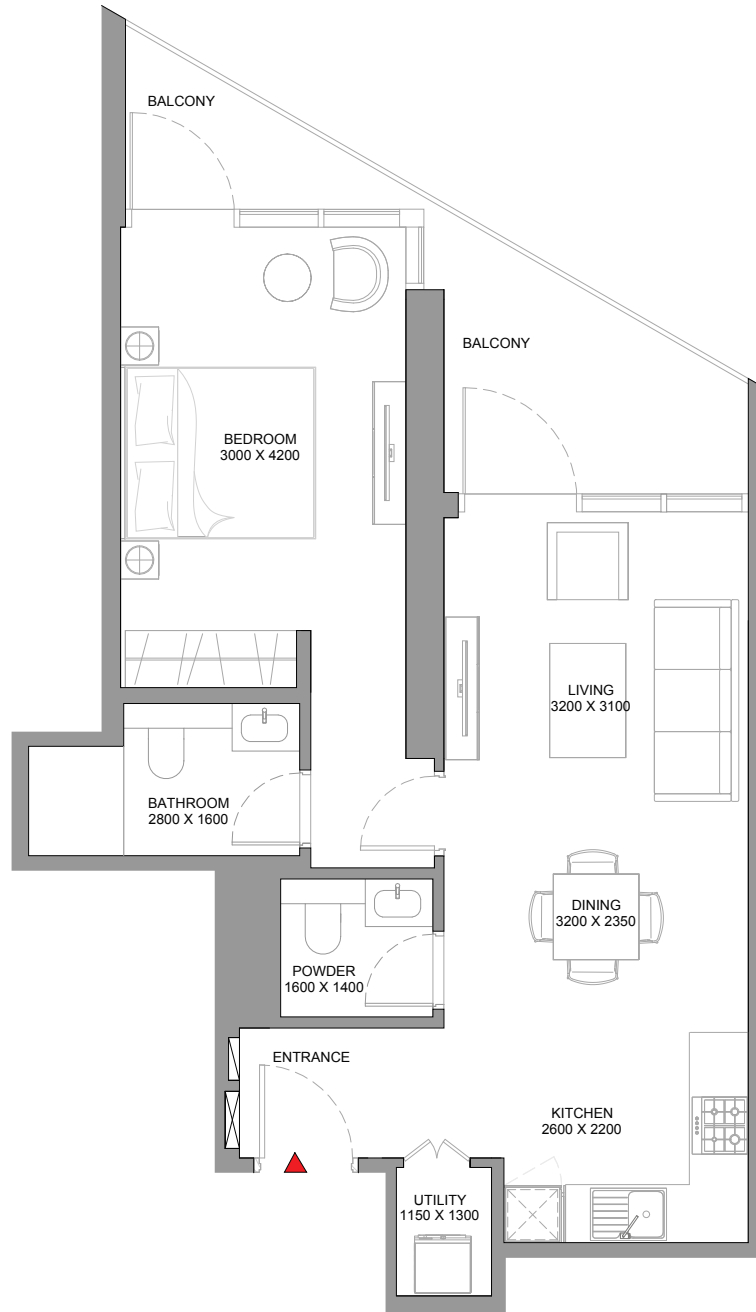 BALCONY
BALCONY
BEDROOM
3000 X 4200
LIVING
3200 X 3100
BATHROOM
2800 X 1600
DINING
3200 X 2350
POWDER
1600 X 1400
ENTRANCE
KITCHEN
2600 X 2200
UTILITY
1150 X 1300